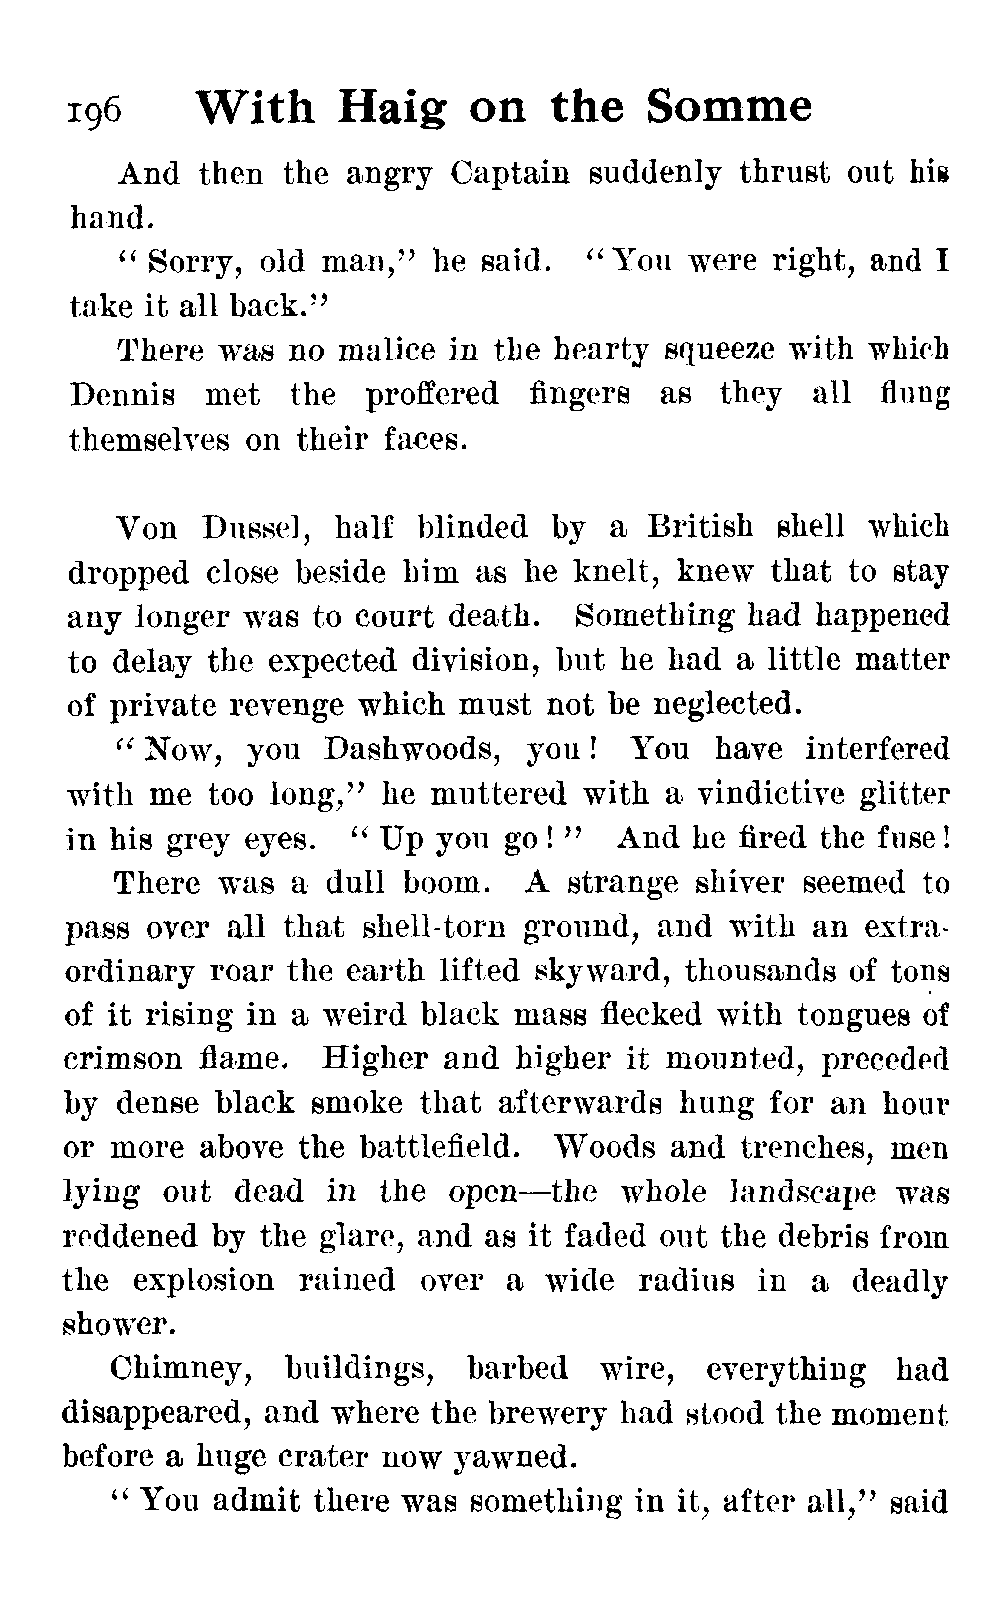 196 With Haig on the Somme
And then the angry Captain suddenly thrust out his
hand.
" Sorry, old man," he said. "You were right, and I
take it all back."
There was no malice in the hearty squeeze with which
Dennis met the proffered fingers as they all flung
themselves on their faces.
Von Dussel, half blinded by a British shell which
dropped close beside him as he knelt, knew that to stay
any longer was to court death. Something had happened
to delay the expected division, but he had a little matter
of private revenge which must not be neglected.
" Now, you Dashwoods, you! You have interfered
with me too long," he muttered with a vindictive glitter
in his grey eyes. " Up you go! " And he fired the fuse!
There was a dull boom. A strange shiver seemed to
pass over all that shell-torn ground, and with an extra-
ordinary roar the earth lifted skyward, thousands of tons
of it rising in a weird black mass flecked with tongues of
crimson flame. Higher and higher it mounted, preceded
by dense black smoke that afterwards hung for an hour
or more above the battlefield. Woods and trenches, men
lying out dead in the open—the whole landscape was
reddened by the glare, and as it faded out the debris from
the explosion rained over a wide radius in a deadly
shower.
Chimney, buildings, barbed wire, everything had
disappeared, and where the brewery had stood the moment
before a huge crater now yawned.
" You admit there was something in it, after all," said